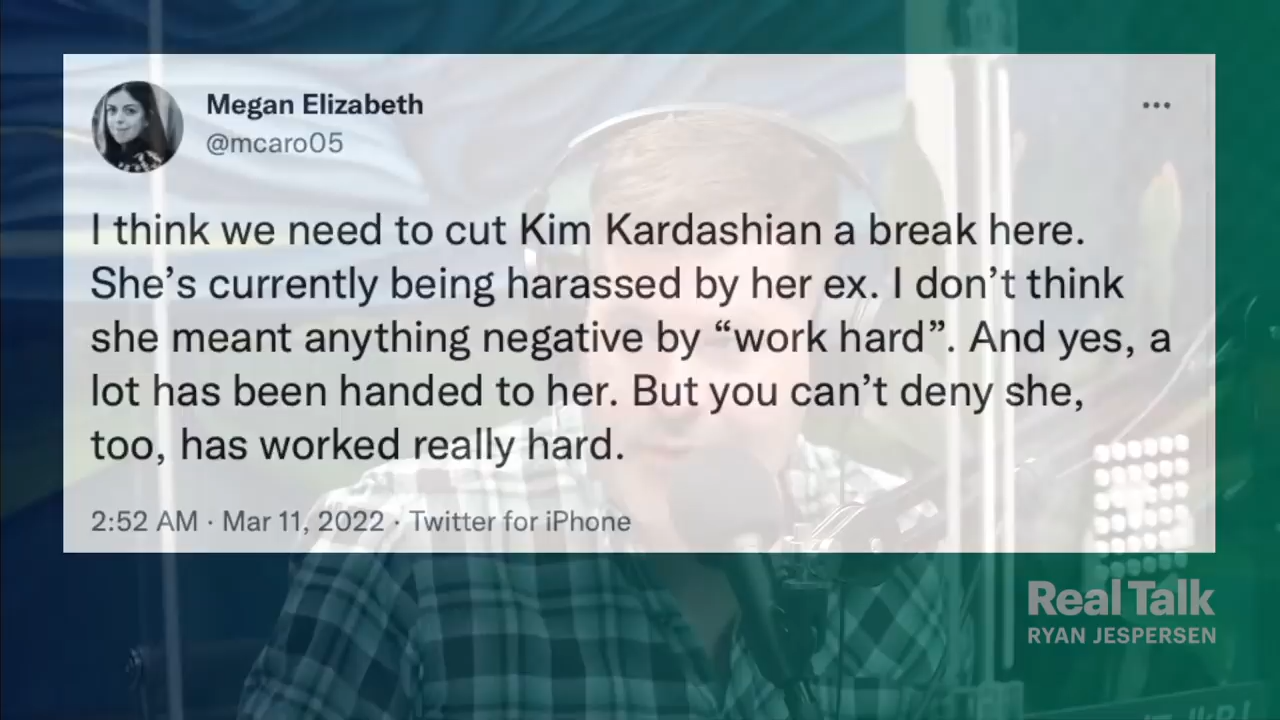 Megan Elizabeth
@mcaro05
I think we need to cut Kim Kardashian a break here.
She’s currently being harassed by her ex. I don’t think
she meant anything negative by “work hard”. And yes, a
lot has been handed to her. But you can’t deny she,
too, has worked really hard.
2:52 AM · Mar 11, 2022 · Twitter for iPhone
Real Talk
RYAN JESPERSEN